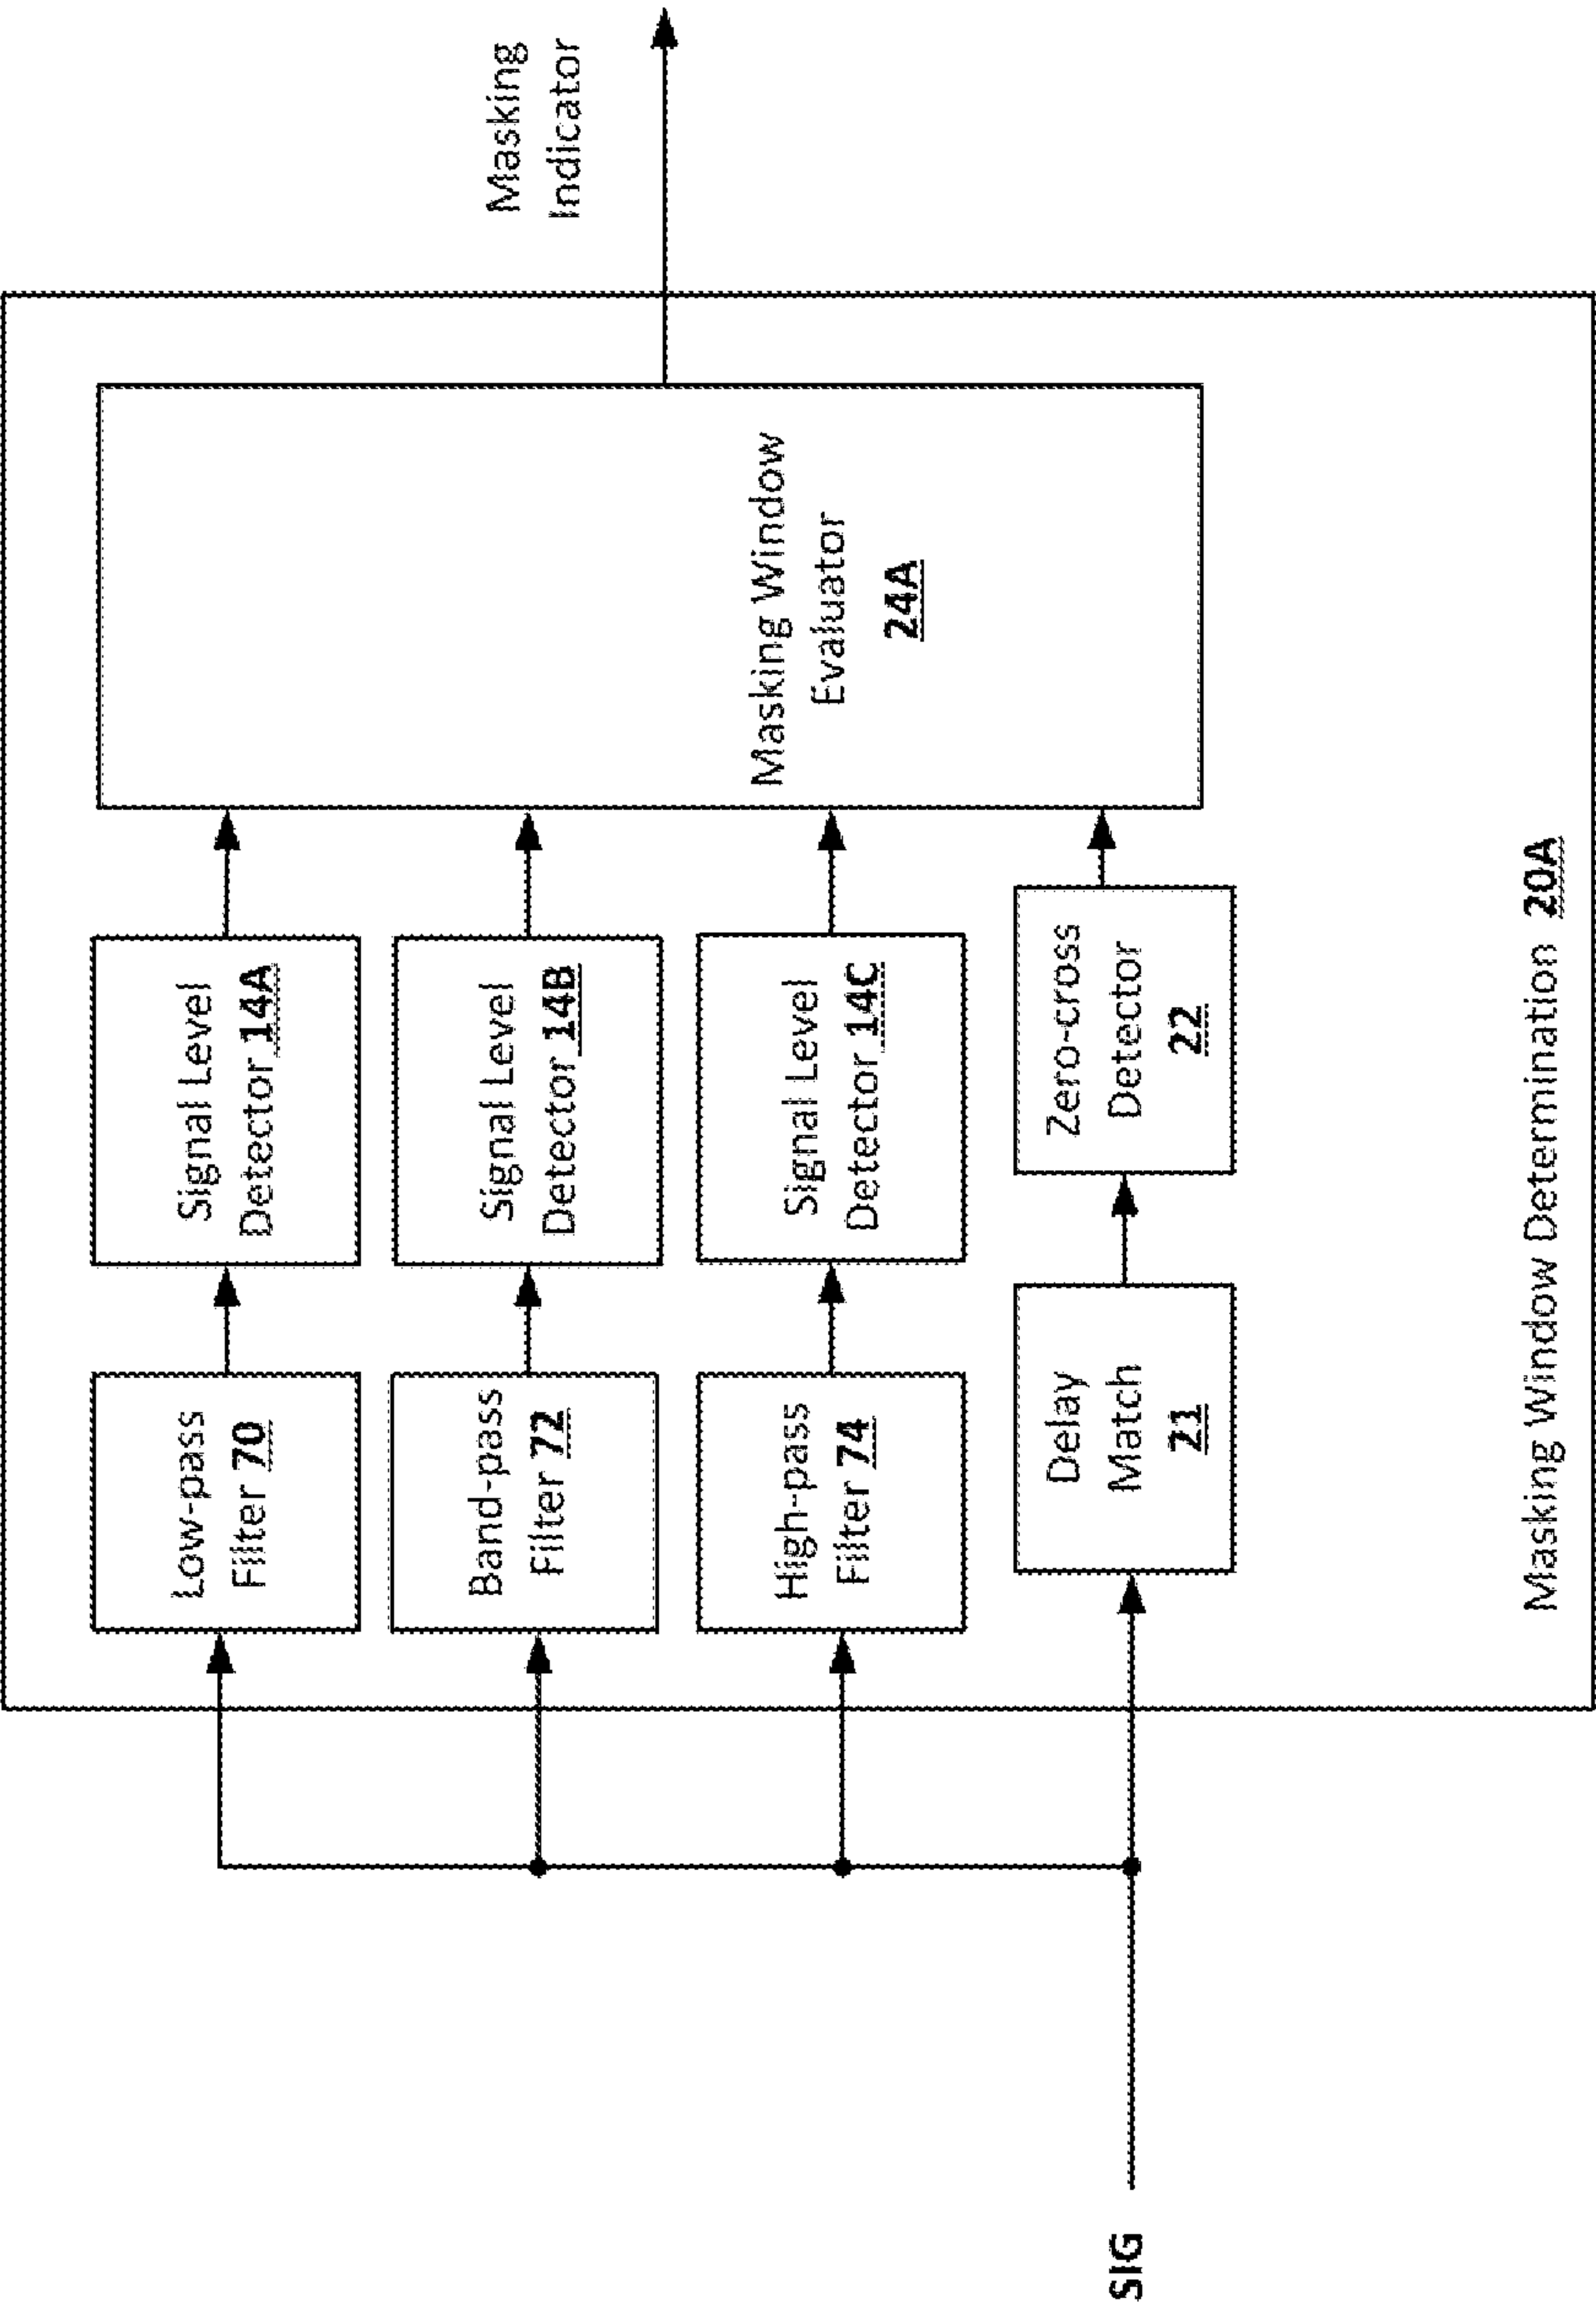 Masking
Indicator
Low-pass
Filter 70
Signal Level
Detector 14A
Band-pass
Filter 72
Signal Level
Detector 14B
High-pass
Filter 74
Signal Level
Detector 14C
Delay
Match
21
Zero-cross
Detector
22
Masking Window
Evaluator
24A
SIG
Masking Window Determination 20A